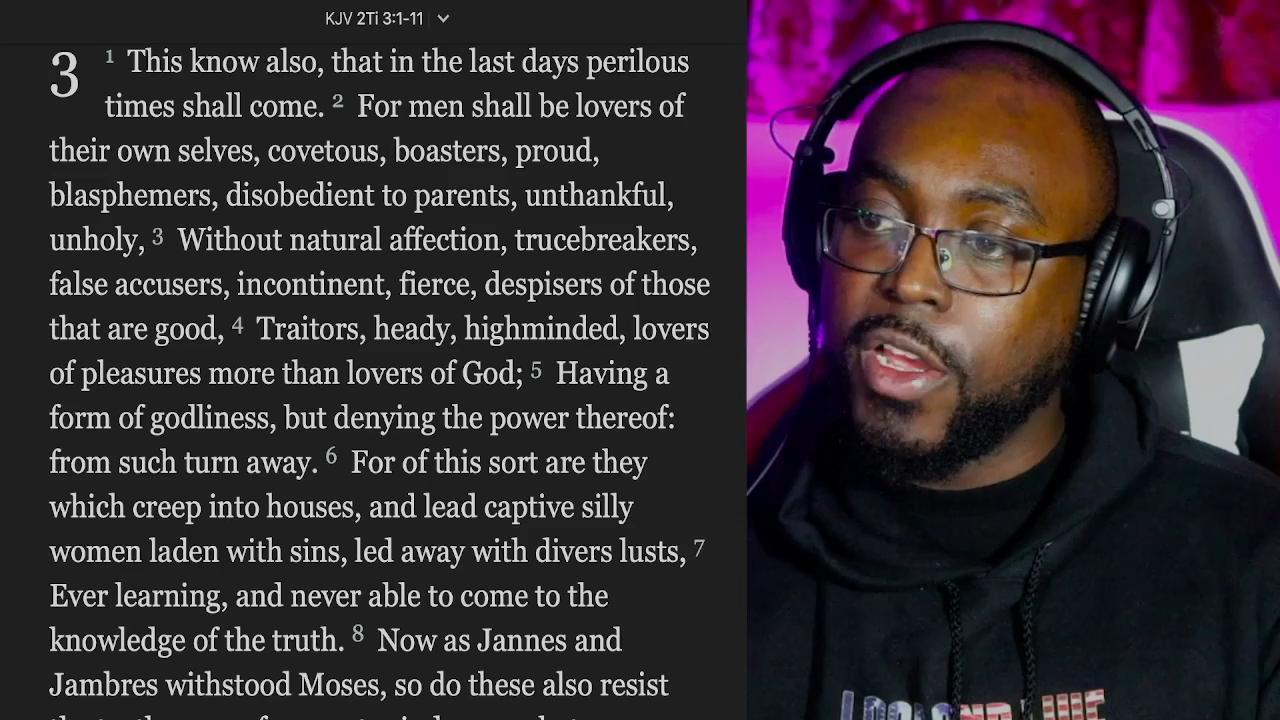 KJV 2Ti 3:1-11
3 1 This know also, that in the last days perilous
times shall come. 2 For men shall be lovers of
their own selves, covetous, boasters, proud,
blasphemers, disobedient to parents, unthankful,
unholy, 3 Without natural affection, trucebreakers,
false accusers, incontinent, fierce, despisers of those
that are good, 4 Traitors, heady, highminded, lovers
of pleasures more than lovers of God; 5 Having a
form of godliness, but denying the power thereof:
from such turn away. 6 For of this sort are they
which creep into houses, and lead captive silly
women laden with sins, led away with divers lusts, 7
Ever learning, and never able to come to the
knowledge of the truth. 8 Now as Jannes and
Jambres withstood Moses, so do these also resist